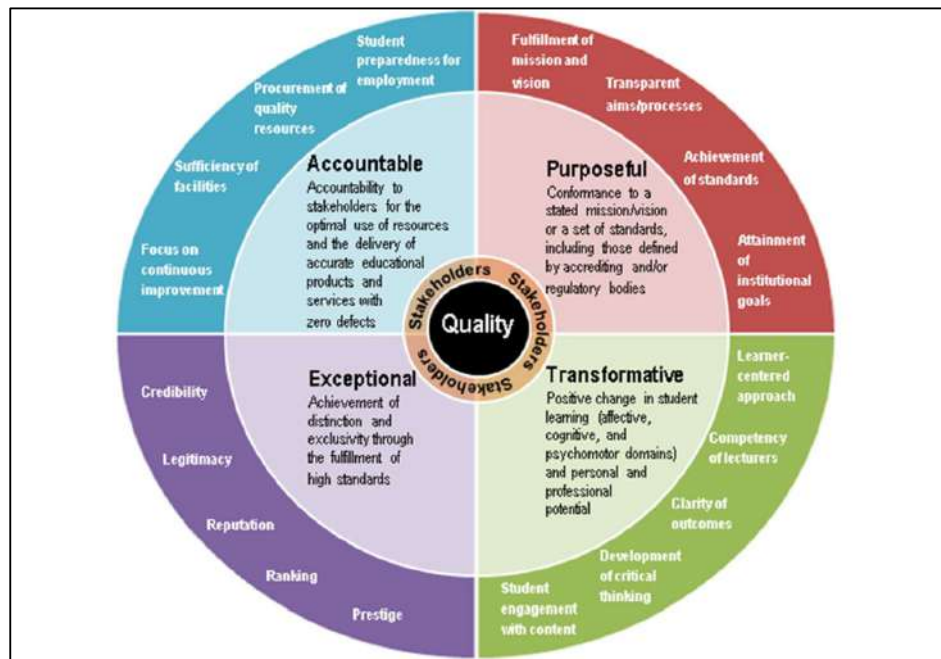 Student
preparedness for
employment
Procurement of
quality
resources
Sufficiency of
facilities
Focus on
continuous
improvement
Accountable
Accountability to
stakeholders for the
optimal use of resources
and the delivery of
accurate educational
products and
services with
zero defects
Fulfillment of
mission and
vision
Transparent
aims/processes
Achievement
of standards
Attainment
of
institutional
goals
Purposeful
Conformance to a
stated mission/vision
or a set of standards,
including those defined
by accrediting and/or
regulatory bodies
Stakeholders
Stakeholders
Stakeholders
Quality
Exceptional
Achievement of
distinction and
exclusivity through
the fulfillment of
high standards
Credibility
Legitimacy
Reputation
Ranking
Prestige
Transformative
Positive change in student
learning (affective,
cognitive, and
psychomotor domains)
and personal and
professional
potential
Learner-
centered
approach
Competency
of lecturers
Clarity of
outcomes
Development
of critical
thinking
Student
engagement
with content